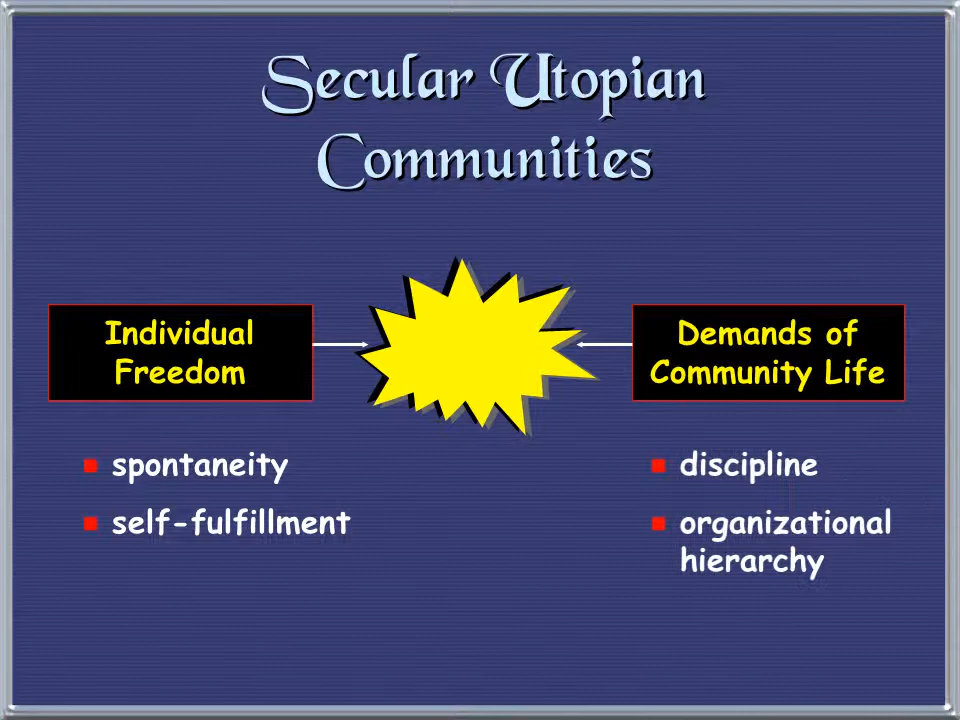 Secular Utopian
Communities
Individual
Freedom
Demands of
Community Life
spontaneity
self-fulfillment
discipline
organizational
hierarchy